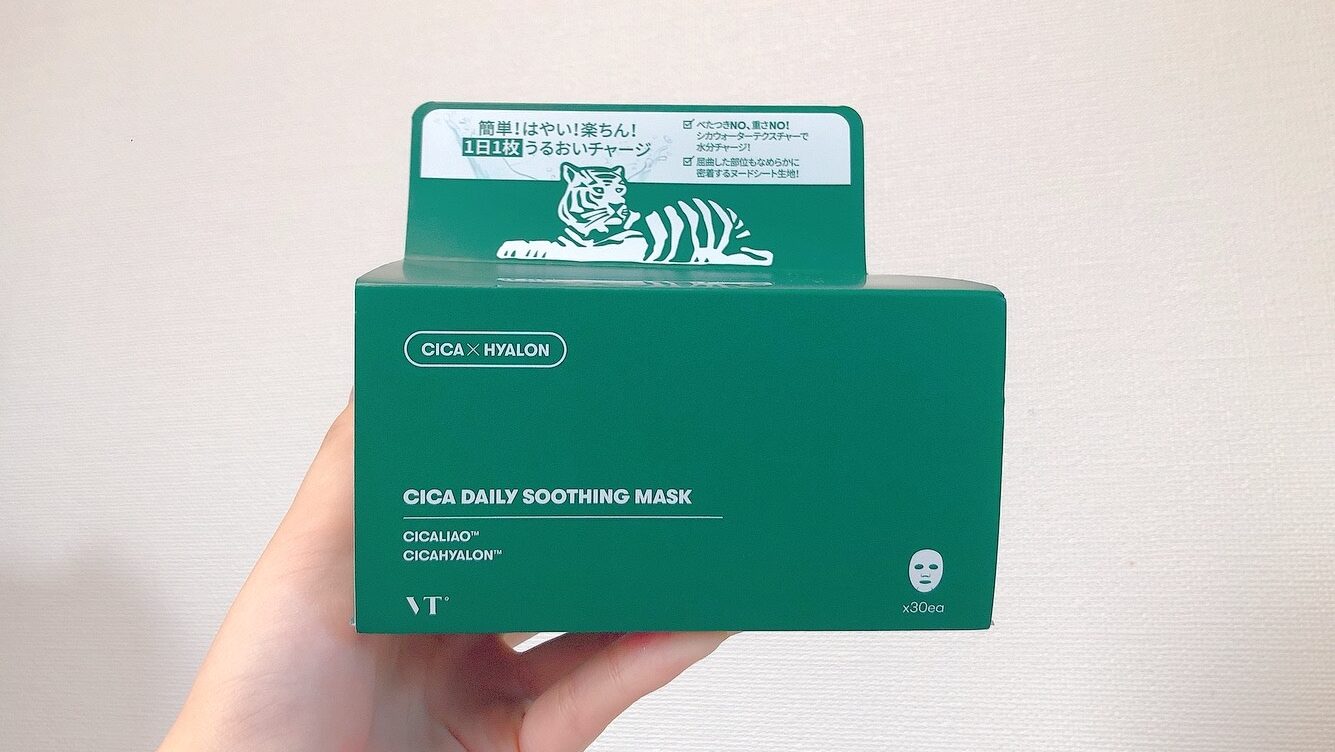 簡単！はやい！楽ちん！
1日1枚うるおいチャージ
べたつきNO、重さNO!
シカウォーターテクスチャーで
水分チャージ!
屈曲した部位もなめらかに
密着するヌードシート生地!
CICA×HYALON
CICA DAILY SOOTHING MASK
CICALIAO™
CICAHYALON™
VT
x30ea